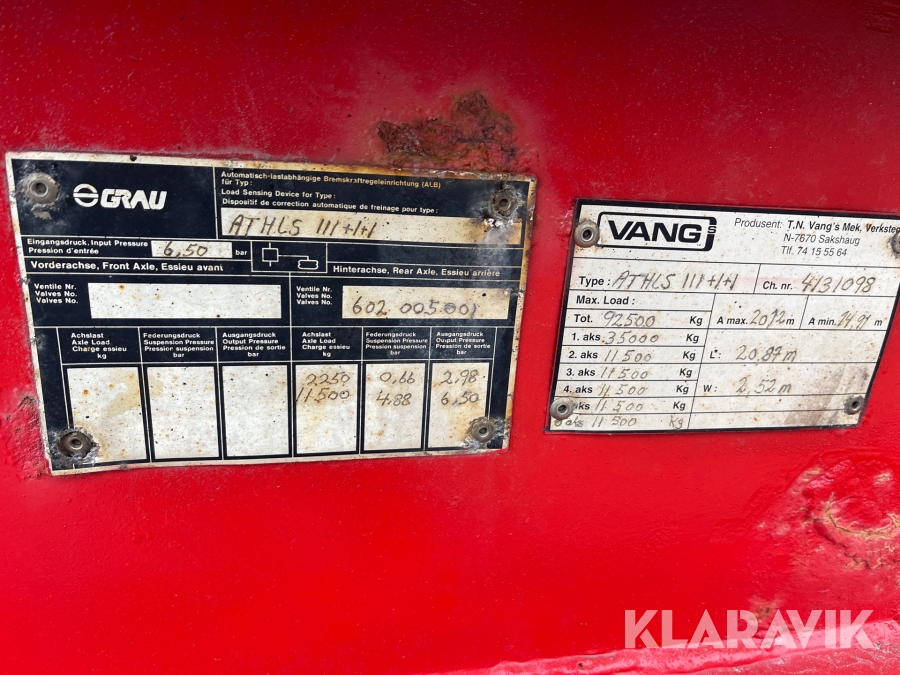 GRAU
Automatisch-lastabhängige Bremskraftregeleinrichtung (ALB)
für Typ:
Load Sensing Device for Type:
Dispositif de correction automatique de freinage pour type:
ATHLS 111+1+1
Eingangsdruck, Input Pressure
Pression d'entrée
6,50 bar
Vorderachse, Front Axle, Essieu avant
Hinterachse, Rear Axle, Essieu arrière
Ventile Nr.
Valves No.
Valves No.
Ventile Nr.
Valves No.
Valves No.
602 005 001
Achslast
Axle Load
Charge essieu
kg
Federungsdruck
Suspension Pressure
Pression suspension
bar
Ausgangsdruck
Output Pressure
Pression de sortie
bar
Achslast
Axle Load
Charge essieu
kg
Federungsdruck
Suspension Pressure
Pression suspension
bar
Ausgangsdruck
Output Pressure
Pression de sortie
bar
2250 0,66 2,98
11.500 4.88 6,50
VANGS
Produsent: T.N. Vang's Mek. Verksted
N-7670 Sakshaug
Tlf. 74 15 55 64
Type: ATHLS 111+1+1 Ch. nr. 4131098
Max. Load:
Tot. 92500 Kg A max. 20,12 m A min. 14.91 m
1. aks 35000 Kg
2. aks 11500 Kg L: 20,87 m
3. aks 11.500 Kg
4. aks 11500 Kg W: 2,52 m
aks 11500 Kg
aks 11500 Kg
KLARAVIK